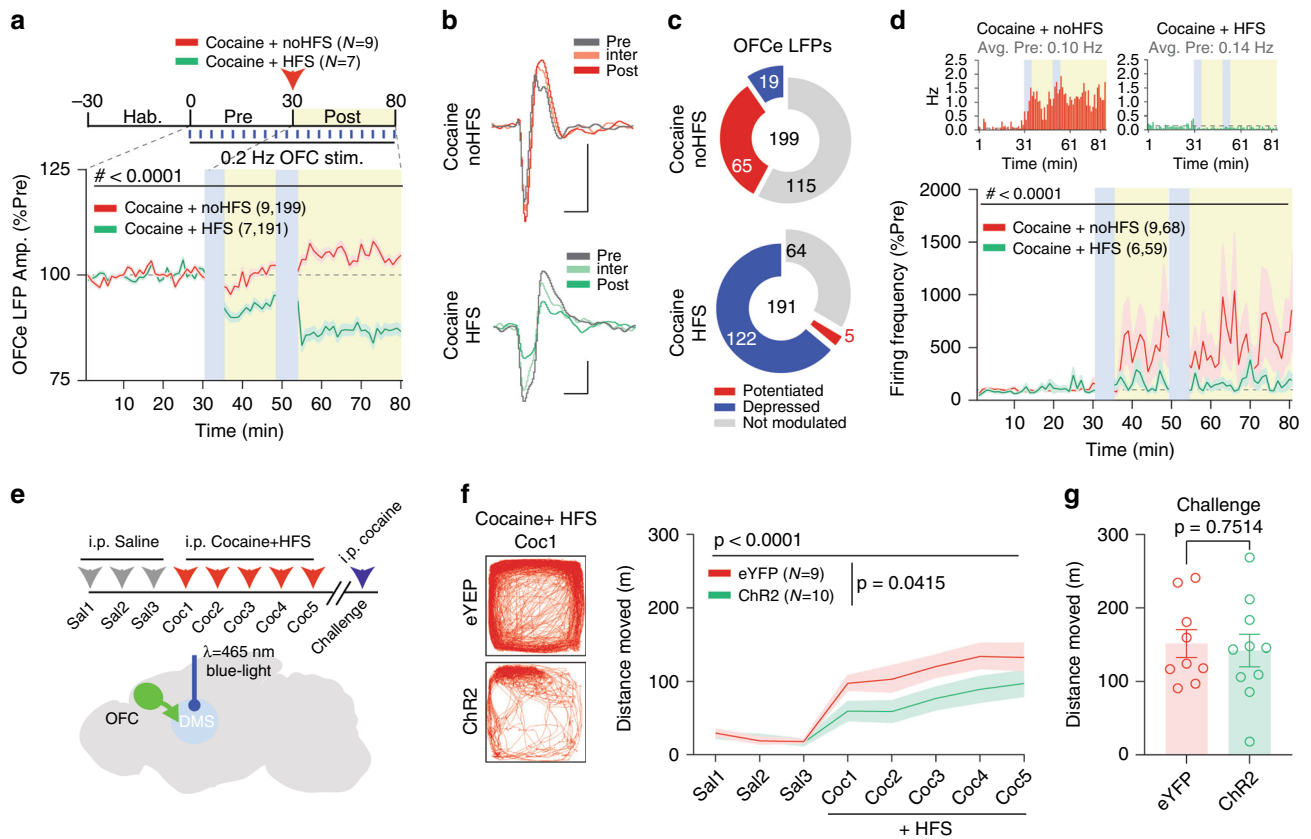 a
Cocaine + noHFS (N=9)
Cocaine + HFS (N=7)
−30
0
30
80
Hab.
Pre
Post
0.2 Hz OFC stim.
OFCe LFP Amp. (%Pre)
125
100
75
# < 0.0001
Cocaine + noHFS (9,199)
Cocaine + HFS (7,191)
10 20 30 40 50 60 70 80
Time (min)
b
Cocaine
noHFS
Pre
inter
Post
Cocaine
HFS
Pre
inter
Post
c
OFCe LFPs
Cocaine
noHFS
19
199
65
115
Cocaine
HFS
64
191
122
5
Potentiated
Depressed
Not modulated
d
Cocaine + noHFS
Avg. Pre: 0.10 Hz
Hz
2.5
2.0
1.5
1.0
0.5
0.0
1 31 61 81
Time (min)
Cocaine + HFS
Avg. Pre: 0.14 Hz
2.5
2.0
1.5
1.0
0.5
0.0
1 31 61 81
Time (min)
Firing frequency (%Pre)
2000
1500
1000
500
0
# < 0.0001
Cocaine + noHFS (9,68)
Cocaine + HFS (6,59)
10 20 30 40 50 60 70 80
Time (min)
e
i.p. Saline
i.p. Cocaine+HFS
i.p. cocaine
Sal1
Sal2
Sal3
Coc1
Coc2
Coc3
Coc4
Coc5
Challenge
λ=465 nm
blue-light
OFC
DMS
f
Cocaine+ HFS
Coc1
eYEP
ChR2
Distance moved (m)
300
200
100
0
p < 0.0001
eYFP (N=9)
ChR2 (N=10)
p = 0.0415
Sal1
Sal2
Sal3
Coc1
Coc2
Coc3
Coc4
Coc5
+ HFS
g
Challenge
p = 0.7514
Distance moved (m)
300
200
100
0
eYFP
ChR2